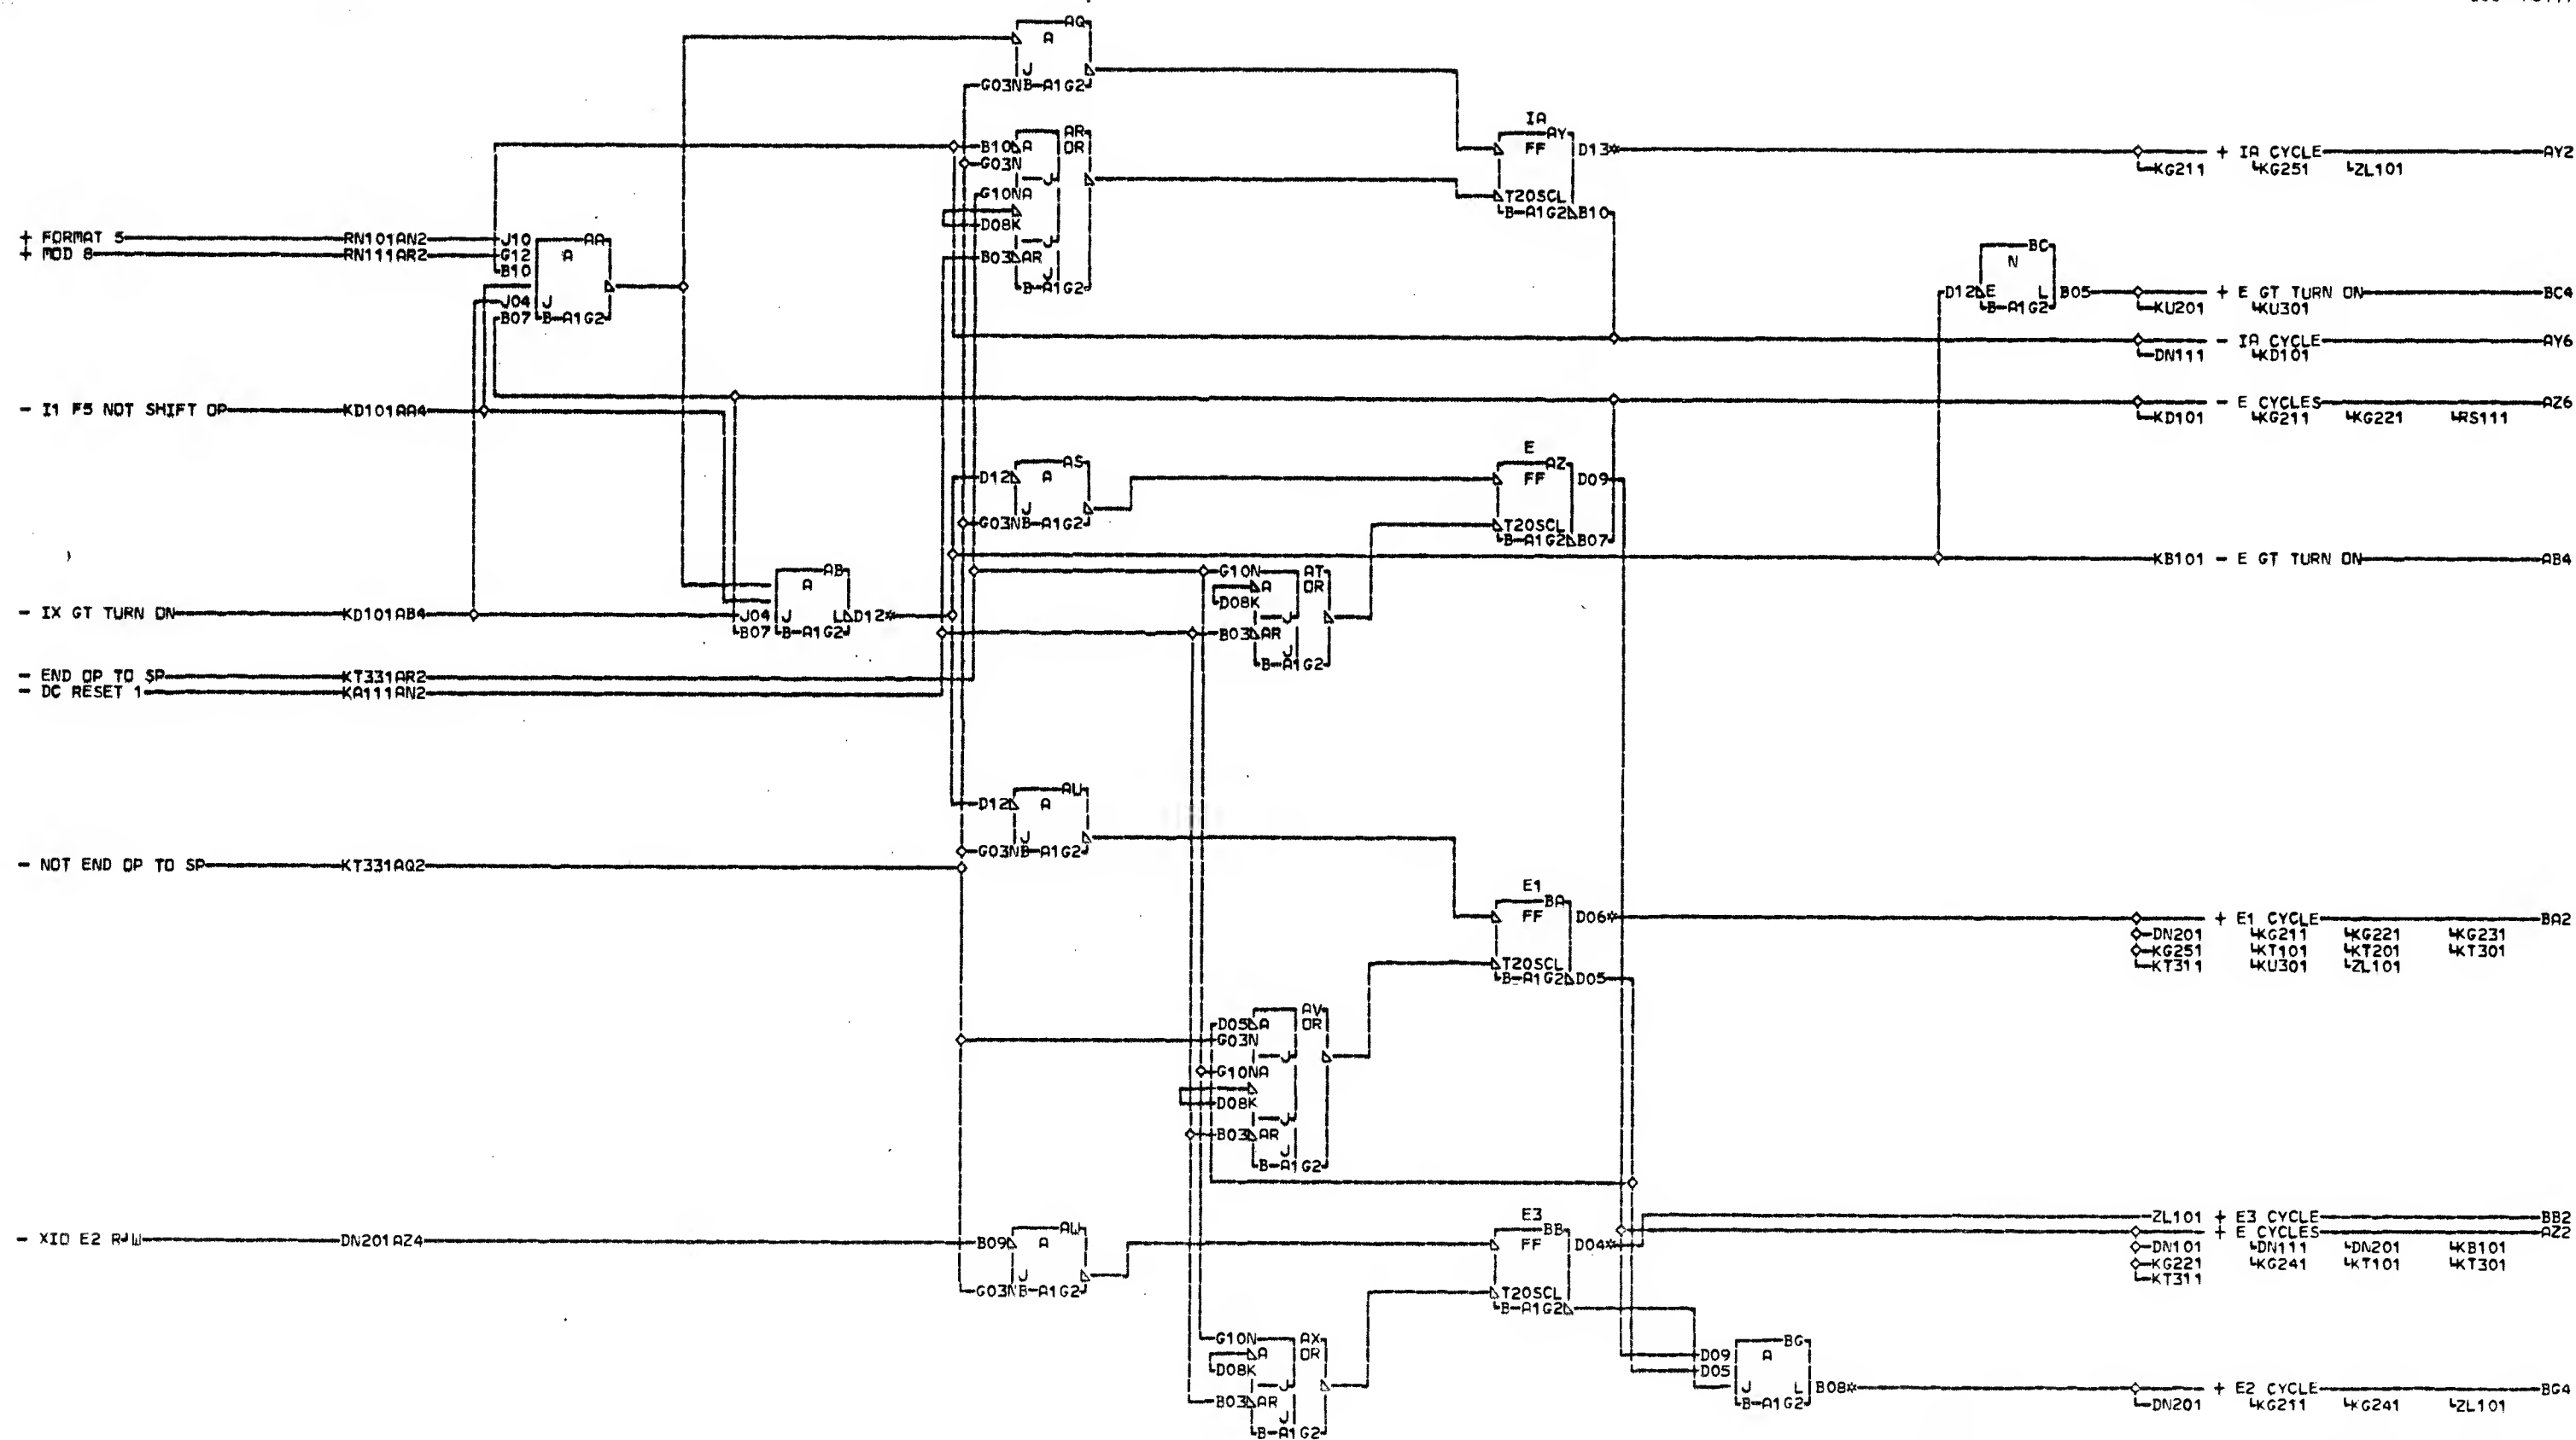 AQ
A
J
G03NB-A1G2
AR
B10 A OR
G03N
J
G10NA
D08K
J
B03 AR
J
B-A1G2
IA
AY
FF D13*
T20SCL
B-A1G2 B10
+ IA CYCLE AY2
KG211 KG251 ZL101
+ FORMAT 5 RN101AN2 J10 AA
+ MOD 8 RN111AR2 G12 A
B10
J04 J
B07 B-A1G2
BC
N
D12 E L B05 + E GT TURN ON BC4
B-A1G2 KU201 KU301
- IA CYCLE AY6
DN111 KD101
- I1 F5 NOT SHIFT OP KD101AA4
- E CYCLES AZ6
KD101 KG211 KG221 RS111
AS
D12 A
J
G03NB-A1G2
E
AZ
FF D09
T20SCL
B-A1G2 B07
KB101 - E GT TURN ON AB4
AB
A
- IX GT TURN ON KD101AB4 J04 J L D12*
B07 B-A1G2
G10N AT
A OR
D08K
J
B03 AR
J
B-A1G2
- END OP TO SP KT331AR2
- DC RESET 1 KA111AN2
AU
D12 A
J
G03NB-A1G2
- NOT END OP TO SP KT331AQ2
E1
BA
FF D06*
T20SCL
B-A1G2 D05
+ E1 CYCLE BA2
DN201 KG211 KG221 KG231
KG251 KT101 KT201 KT301
KT311 KU301 ZL101
AV
D05 A OR
G03N
J
G10NA
D08K
J
B03 AR
J
B-A1G2
- XIO E2 R-W DN201AZ4 B09 A AW
J
G03NB-A1G2
E3
BB
FF D04*
T20SCL
B-A1G2
ZL101 + E3 CYCLE BB2
+ E CYCLES AZ2
DN101 DN111 DN201 KB101
KG221 KG241 KT101 KT301
KT311
G10N AX
A OR
D08K
J
B03 AR
J
B-A1G2
BG
D09 A
D05
J L B08* + E2 CYCLE BG4
B-A1G2 DN201 KG211 KG241 ZL101